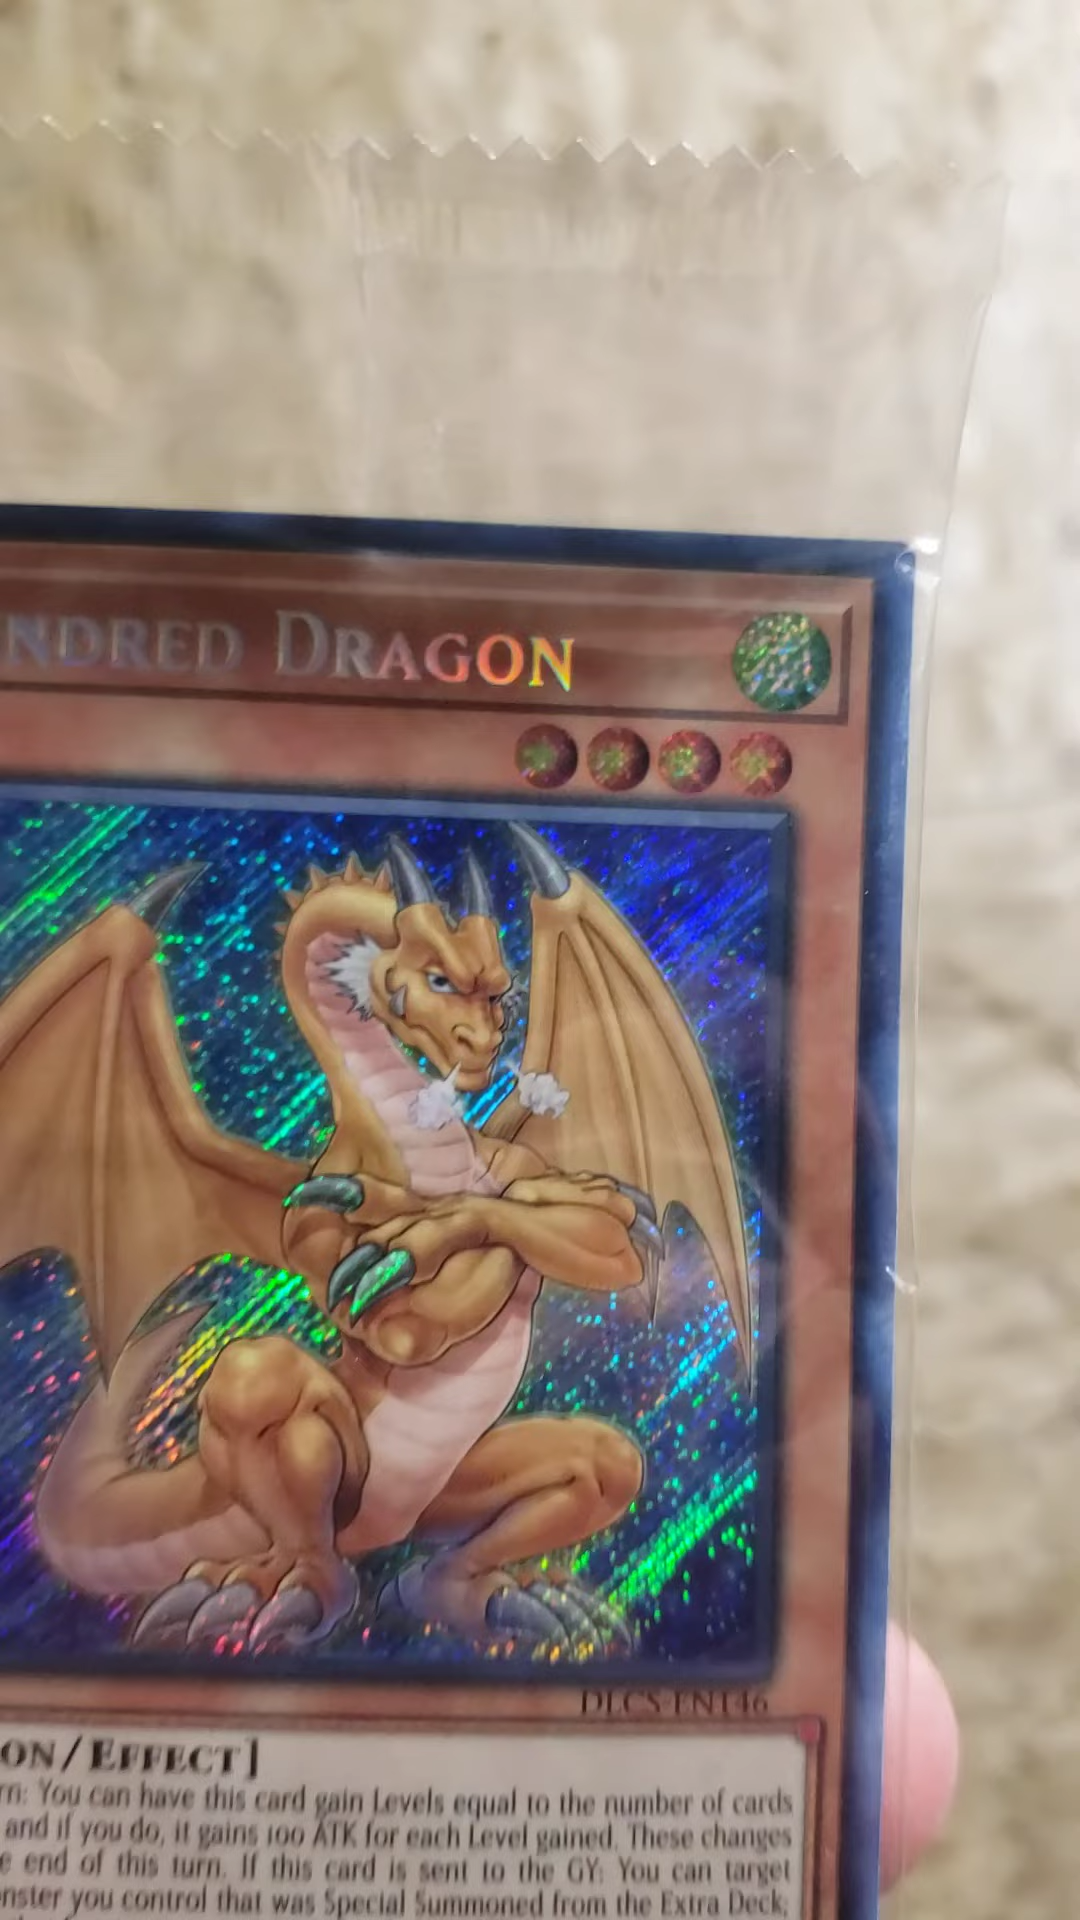 NDRED DRAGON
DLCS-EN146
ON/EFFECT]
rn: You can have this card gain Levels equal to the number of cards
and if you do, it gains 100 ATK for each Level gained. These changes
e end of this turn. If this card is sent to the GY: You can target
nster you control that was Special Summoned from the Extra Deck;